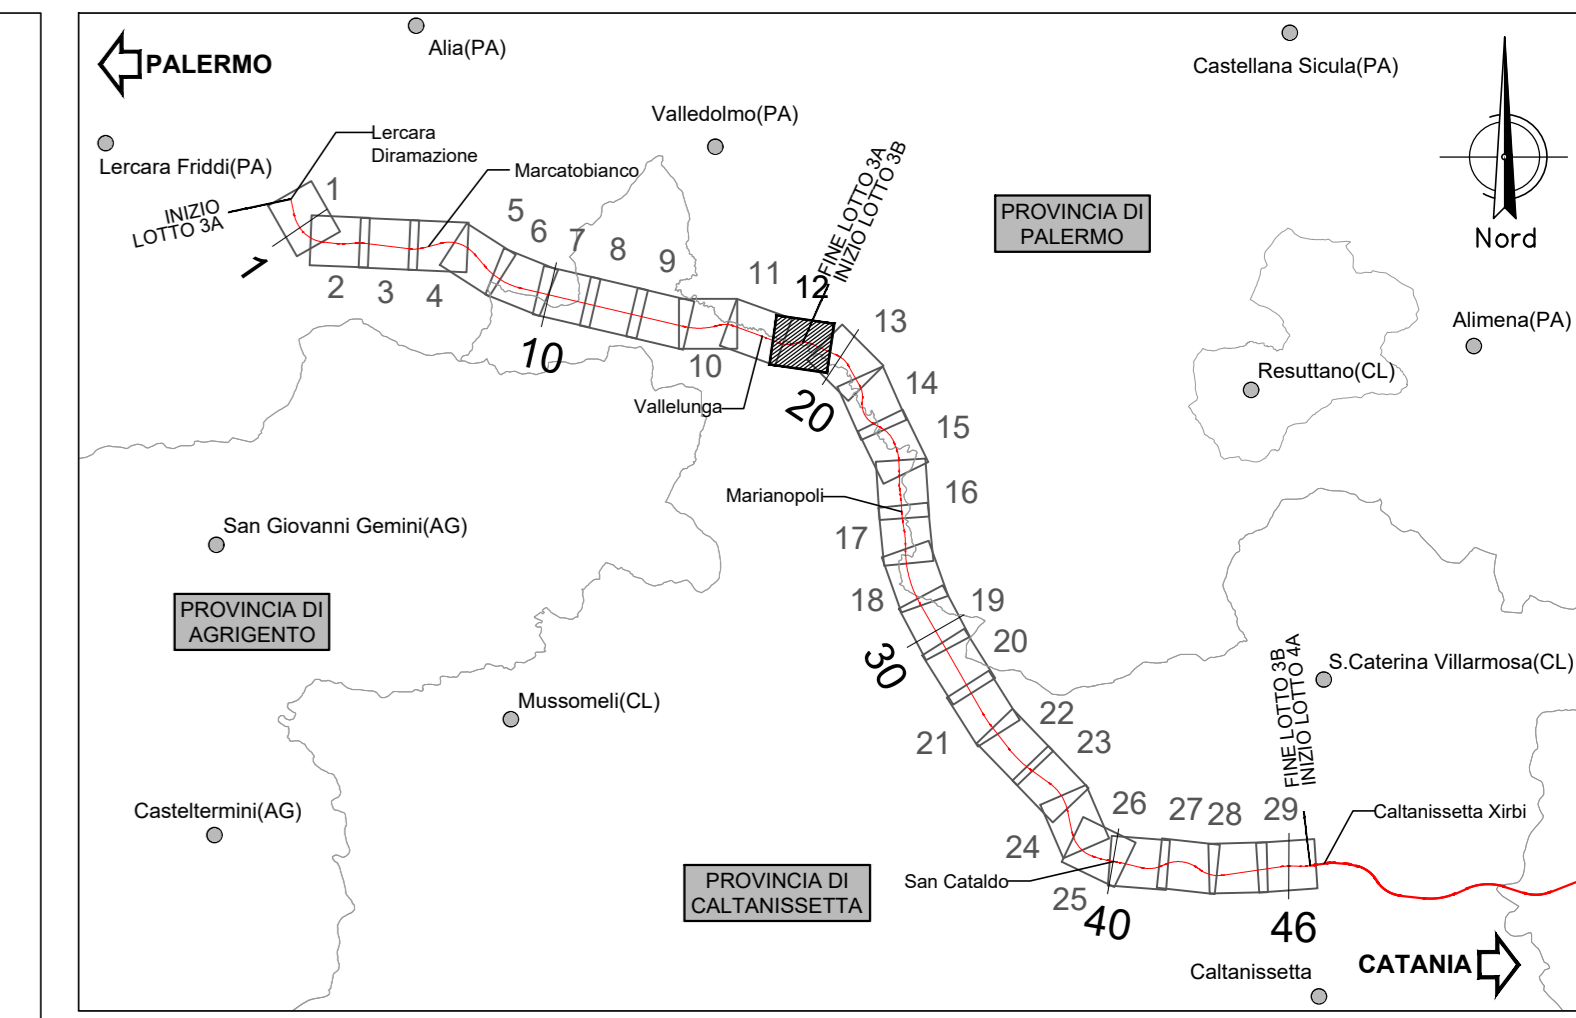 PALERMO
Alia(PA)
Castellana Sicula(PA)
Valledolmo(PA)
Lercara Friddi(PA)
Lercara
Diramazione
Marcatobianco
INIZIO
LOTTO 3A
FINE LOTTO 3A
INIZIO LOTTO 3B
PROVINCIA DI
PALERMO
Nord
1
1
2
3
4
5
6
7
8
9
10
10
11
12
13
Alimena(PA)
Resuttano(CL)
Vallelunga
20
14
15
Marianopoli
16
17
San Giovanni Gemini(AG)
PROVINCIA DI
AGRIGENTO
18
19
20
30
S.Caterina Villarmosa(CL)
Mussomeli(CL)
21
22
23
FINE LOTTO 3B
INIZIO LOTTO 4A
Casteltermini(AG)
24
25
26
27
28
29
Caltanissetta Xirbi
San Cataldo
PROVINCIA DI
CALTANISSETTA
40
46
CATANIA
Caltanissetta